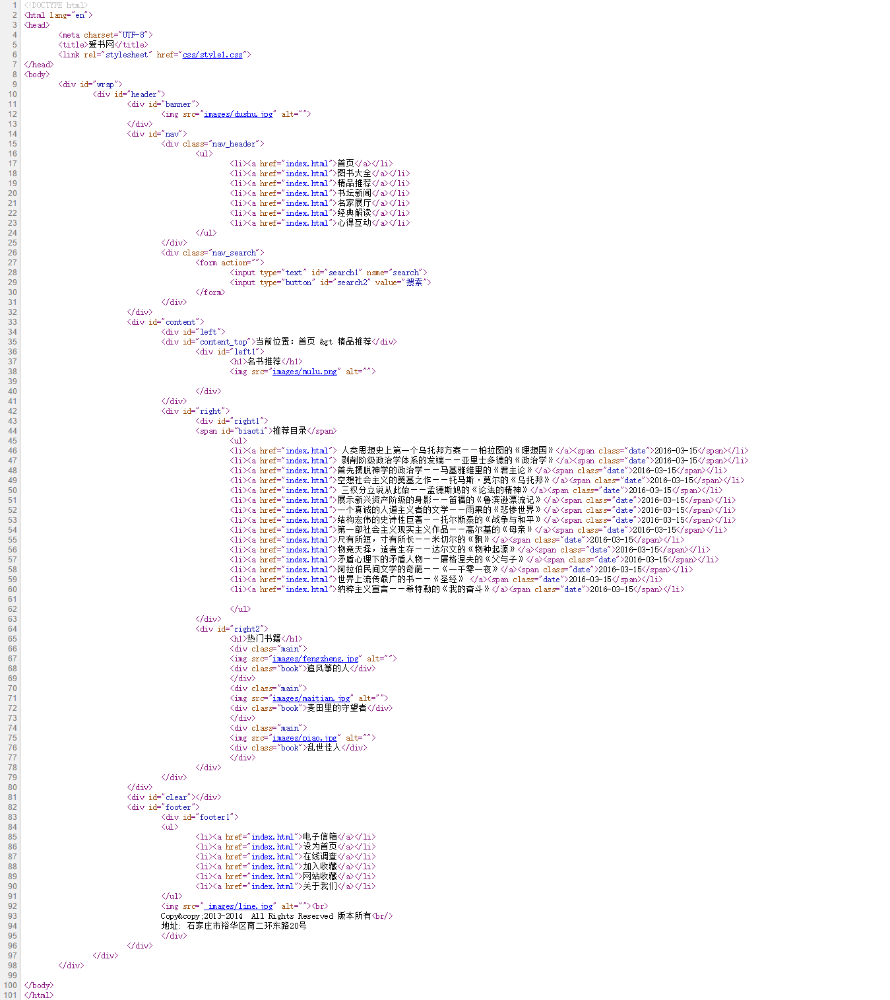 1 <!DOCTYPE html>
2 <html lang="en">
3 <head>
4 <meta charset="UTF-8">
5 <title>爱书网</title>
6 <link rel="stylesheet" href="css/style1.css">
7 </head>
8 <body>
9 <div id="wrap">
10 <div id="header">
11 <div id="banner">
12 <img src="images/dushu.jpg" alt="">
13 </div>
14 <div id="nav">
15 <div class="nav_header">
16 <ul>
17 <li><a href="index.html">首页</a></li>
18 <li><a href="index.html">图书大全</a></li>
19 <li><a href="index.html">精品推荐</a></li>
20 <li><a href="index.html">书坛新闻</a></li>
21 <li><a href="index.html">名家展厅</a></li>
22 <li><a href="index.html">经典解读</a></li>
23 <li><a href="index.html">心得互动</a></li>
24 </ul>
25 </div>
26 <div class="nav_search">
27 <form action="">
28 <input type="text" id="search1" name="search">
29 <input type="button" id="search2" value="搜索">
30 </form>
31 </div>
32 </div>
33 <div id="content">
34 <div id="left">
35 <div id="content_top">当前位置：首页 &gt 精品推荐</div>
36 <div id="left1">
37 <h1>名书推荐</h1>
38 <img src="images/mulu.png" alt="">
39
40 </div>
41 </div>
42 <div id="right">
43 <div id="right1">
44 <span id="biaoti">推荐目录</span>
45 <ul>
46 <li><a href="index.html"> 人类思想史上第一个乌托邦方案——柏拉图的《理想国》</a><span class="date">2016-03-15</span></li>
47 <li><a href="index.html"> 剥削阶级政治学体系的发端——亚里士多德的《政治学》</a><span class="date">2016-03-15</span></li>
48 <li><a href="index.html">首先摆脱神学的政治学——马基雅维里的《君主论》</a><span class="date">2016-03-15</span></li>
49 <li><a href="index.html">空想社会主义的奠基之作——托马斯·莫尔的《乌托邦》</a><span class="date">2016-03-15</span></li>
50 <li><a href="index.html"> 三权分立说从此始——孟德斯鸠的《论法的精神》</a><span class="date">2016-03-15</span></li>
51 <li><a href="index.html">展示新兴资产阶级的身影——笛福的《鲁滨逊漂流记》</a><span class="date">2016-03-15</span></li>
52 <li><a href="index.html">一个真诚的人道主义者的文学——雨果的《悲惨世界》</a><span class="date">2016-03-15</span></li>
53 <li><a href="index.html">结构宏伟的史诗性巨著——托尔斯泰的《战争与和平》</a><span class="date">2016-03-15</span></li>
54 <li><a href="index.html">第一部社会主义现实主义作品——高尔基的《母亲》</a><span class="date">2016-03-15</span></li>
55 <li><a href="index.html">尺有所短，寸有所长——米切尔的《飘》</a><span class="date">2016-03-15</span></li>
56 <li><a href="index.html">物竞天择，适者生存——达尔文的《物种起源》</a><span class="date">2016-03-15</span></li>
57 <li><a href="index.html">矛盾心理下的矛盾人物——屠格涅夫的《父与子》</a><span class="date">2016-03-15</span></li>
58 <li><a href="index.html">阿拉伯民间文学的奇葩——《一千零一夜》</a><span class="date">2016-03-15</span></li>
59 <li><a href="index.html">世界上流传最广的书——《圣经》 </a><span class="date">2016-03-15</span></li>
60 <li><a href="index.html">纳粹主义宣言——希特勒的《我的奋斗》</a><span class="date">2016-03-15</span></li>
61
62 </ul>
63 </div>
64 <div id="right2">
65 <h1>热门书籍</h1>
66 <div class="main">
67 <img src="images/fengzheng.jpg" alt="">
68 <div class="book">追风筝的人</div>
69 </div>
70 <div class="main">
71 <img src="images/maitian.jpg" alt="">
72 <div class="book">麦田里的守望者</div>
73 </div>
74 <div class="main">
75 <img src="images/piao.jpg" alt="">
76 <div class="book">乱世佳人</div>
77 </div>
78 </div>
79 </div>
80 </div>
81 <div id="clear"></div>
82 <div id="footer">
83 <div id="footer1">
84 <ul>
85 <li><a href="index.html">电子信箱</a></li>
86 <li><a href="index.html">设为首页</a></li>
87 <li><a href="index.html">在线调查</a></li>
88 <li><a href="index.html">加入收藏</a></li>
89 <li><a href="index.html">网站收藏</a></li>
90 <li><a href="index.html">关于我们</a></li>
91 </ul>
92 <img src=" images/line.jpg" alt=""><br>
93 Copy&copy;2013-2014  All Rights Reserved 版本所有<br/>
94 地址: 石家庄市裕华区南二环东路20号
95 </div>
96 </div>
97 </div>
98 </div>
99
100 </body>
101 </html>